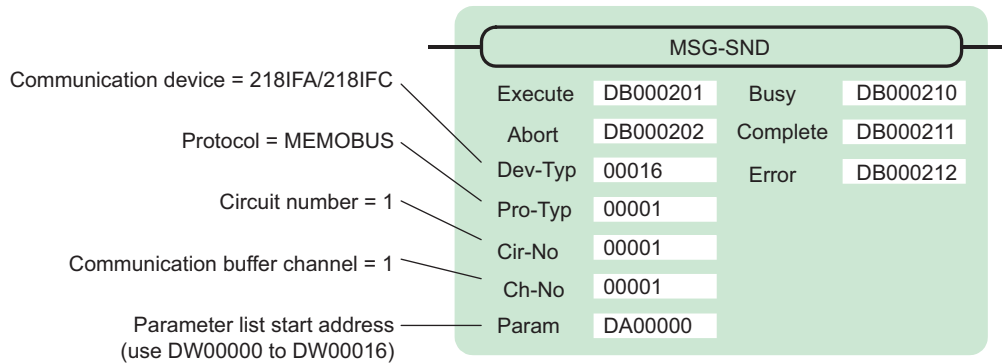 MSG-SND
Communication device = 218IFA/218IFC
Execute DB000201 Busy DB000210
Protocol = MEMOBUS
Abort DB000202 Complete DB000211
Dev-Typ 00016 Error DB000212
Circuit number = 1
Pro-Typ 00001
Cir-No 00001
Communication buffer channel = 1
Ch-No 00001
Parameter list start address
(use DW00000 to DW00016)
Param DA00000